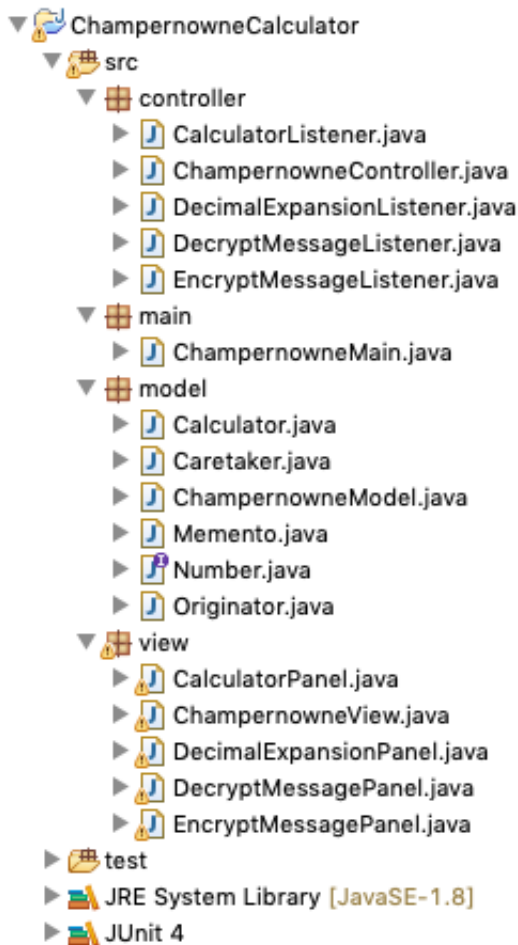 ChampernowneCalculator
src
controller
CalculatorListener.java
ChampernowneController.java
DecimalExpansionListener.java
DecryptMessageListener.java
EncryptMessageListener.java
main
ChampernowneMain.java
model
Calculator.java
Caretaker.java
ChampernowneModel.java
Memento.java
Number.java
Originator.java
view
CalculatorPanel.java
ChampernowneView.java
DecimalExpansionPanel.java
DecryptMessagePanel.java
EncryptMessagePanel.java
test
JRE System Library [JavaSE-1.8]
JUnit 4